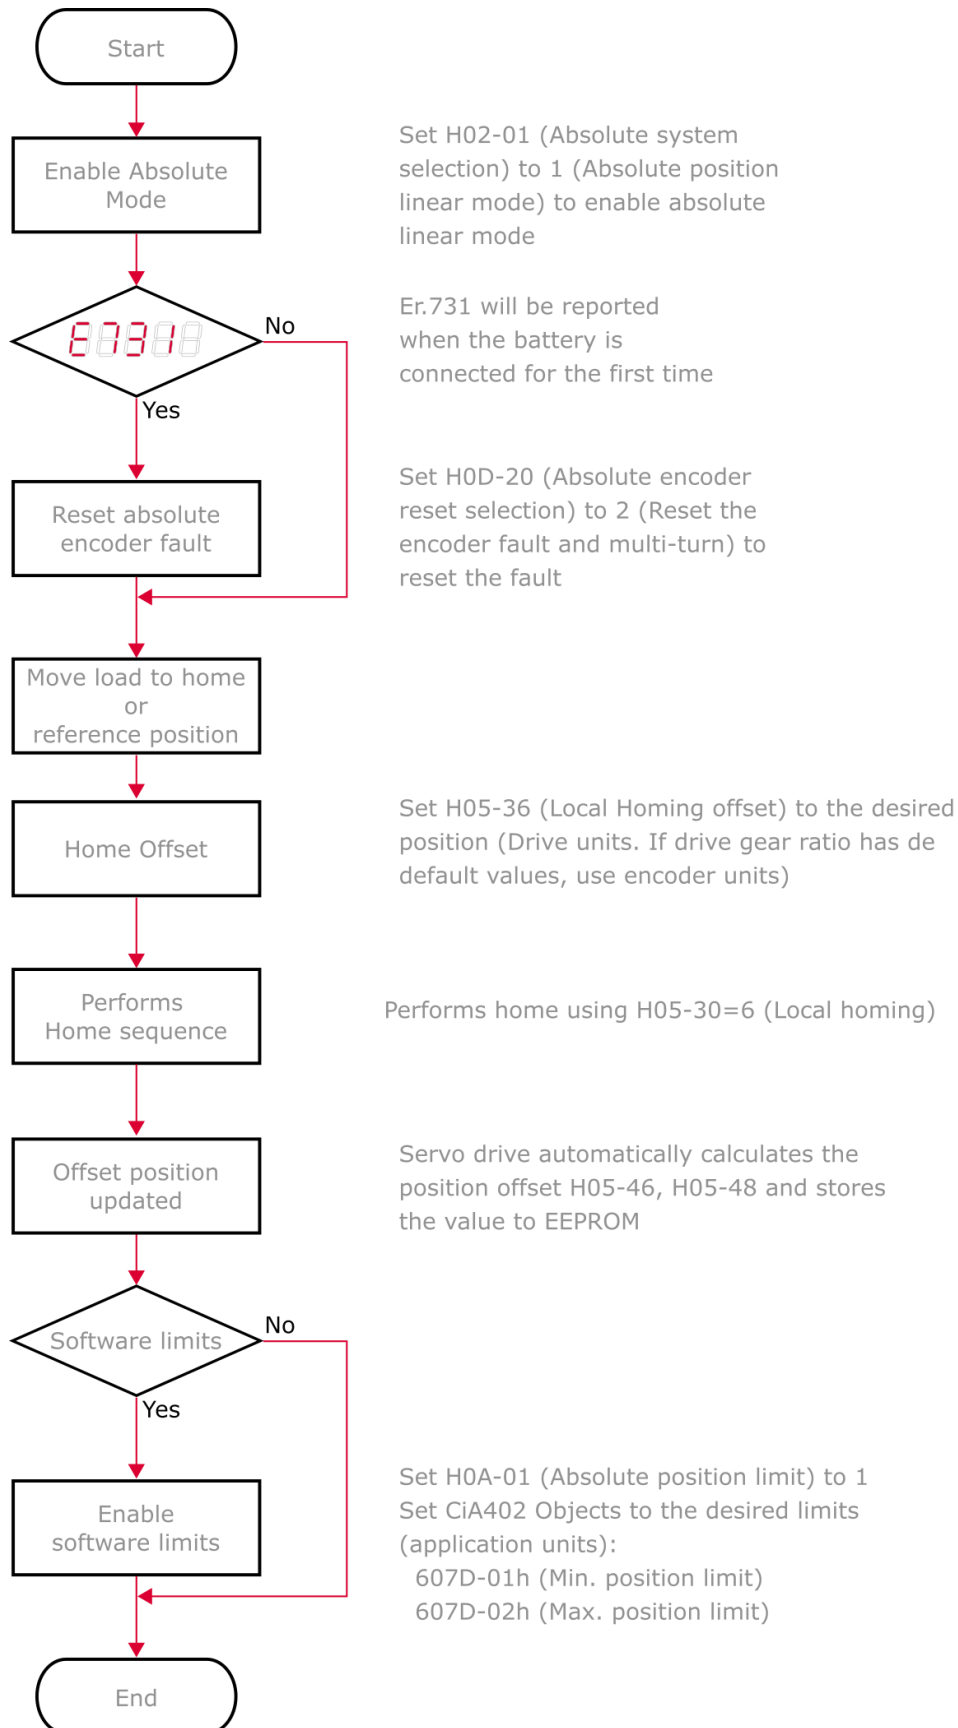 Start
Enable Absolute
Mode
Set H02-01 (Absolute system
selection) to 1 (Absolute position
linear mode) to enable absolute
linear mode
E731
No
Yes
Er.731 will be reported
when the battery is
connected for the first time
Reset absolute
encoder fault
Set H0D-20 (Absolute encoder
reset selection) to 2 (Reset the
encoder fault and multi-turn) to
reset the fault
Move load to home
or
reference position
Home Offset
Set H05-36 (Local Homing offset) to the desired
position (Drive units. If drive gear ratio has de
default values, use encoder units)
Performs
Home sequence
Performs home using H05-30=6 (Local homing)
Offset position
updated
Servo drive automatically calculates the
position offset H05-46, H05-48 and stores
the value to EEPROM
Software limits
No
Yes
Enable
software limits
Set H0A-01 (Absolute position limit) to 1
Set CiA402 Objects to the desired limits
(application units):
607D-01h (Min. position limit)
607D-02h (Max. position limit)
End